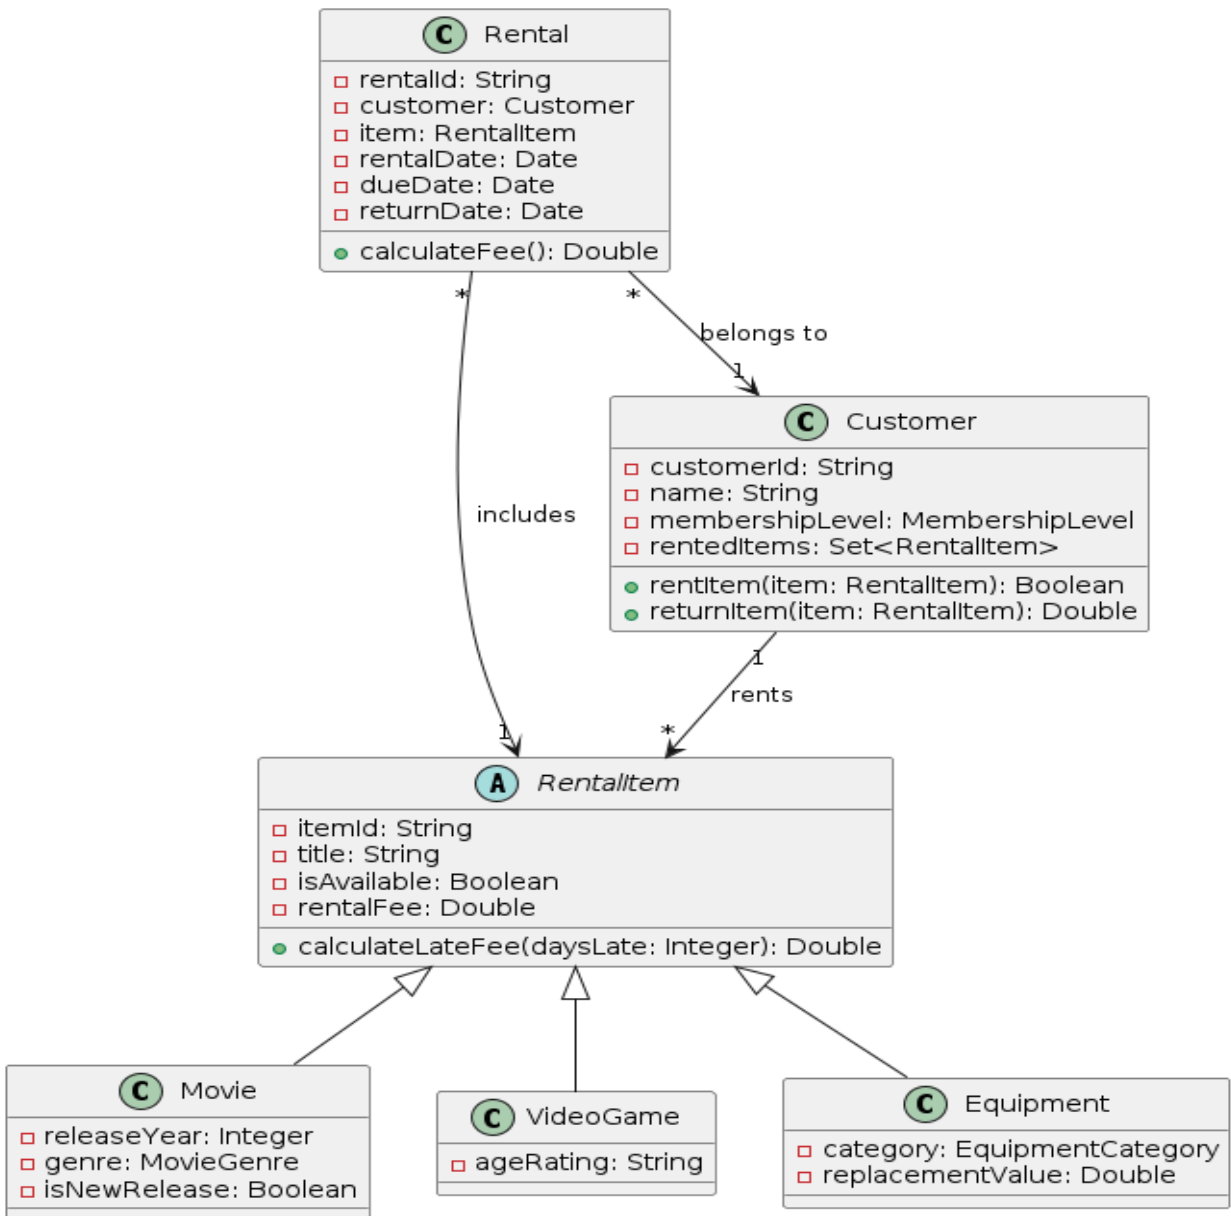 C Rental
rentalId: String
customer: Customer
item: RentalItem
rentalDate: Date
dueDate: Date
returnDate: Date
calculateFee(): Double
*
*
belongs to
1
C Customer
customerId: String
name: String
membershipLevel: MembershipLevel
rentedItems: Set<RentalItem>
rentItem(item: RentalItem): Boolean
returnItem(item: RentalItem): Double
includes
1
rents
*
1
A RentalItem
itemId: String
title: String
isAvailable: Boolean
rentalFee: Double
calculateLateFee(daysLate: Integer): Double
C Movie
releaseYear: Integer
genre: MovieGenre
isNewRelease: Boolean
C VideoGame
ageRating: String
C Equipment
category: EquipmentCategory
replacementValue: Double